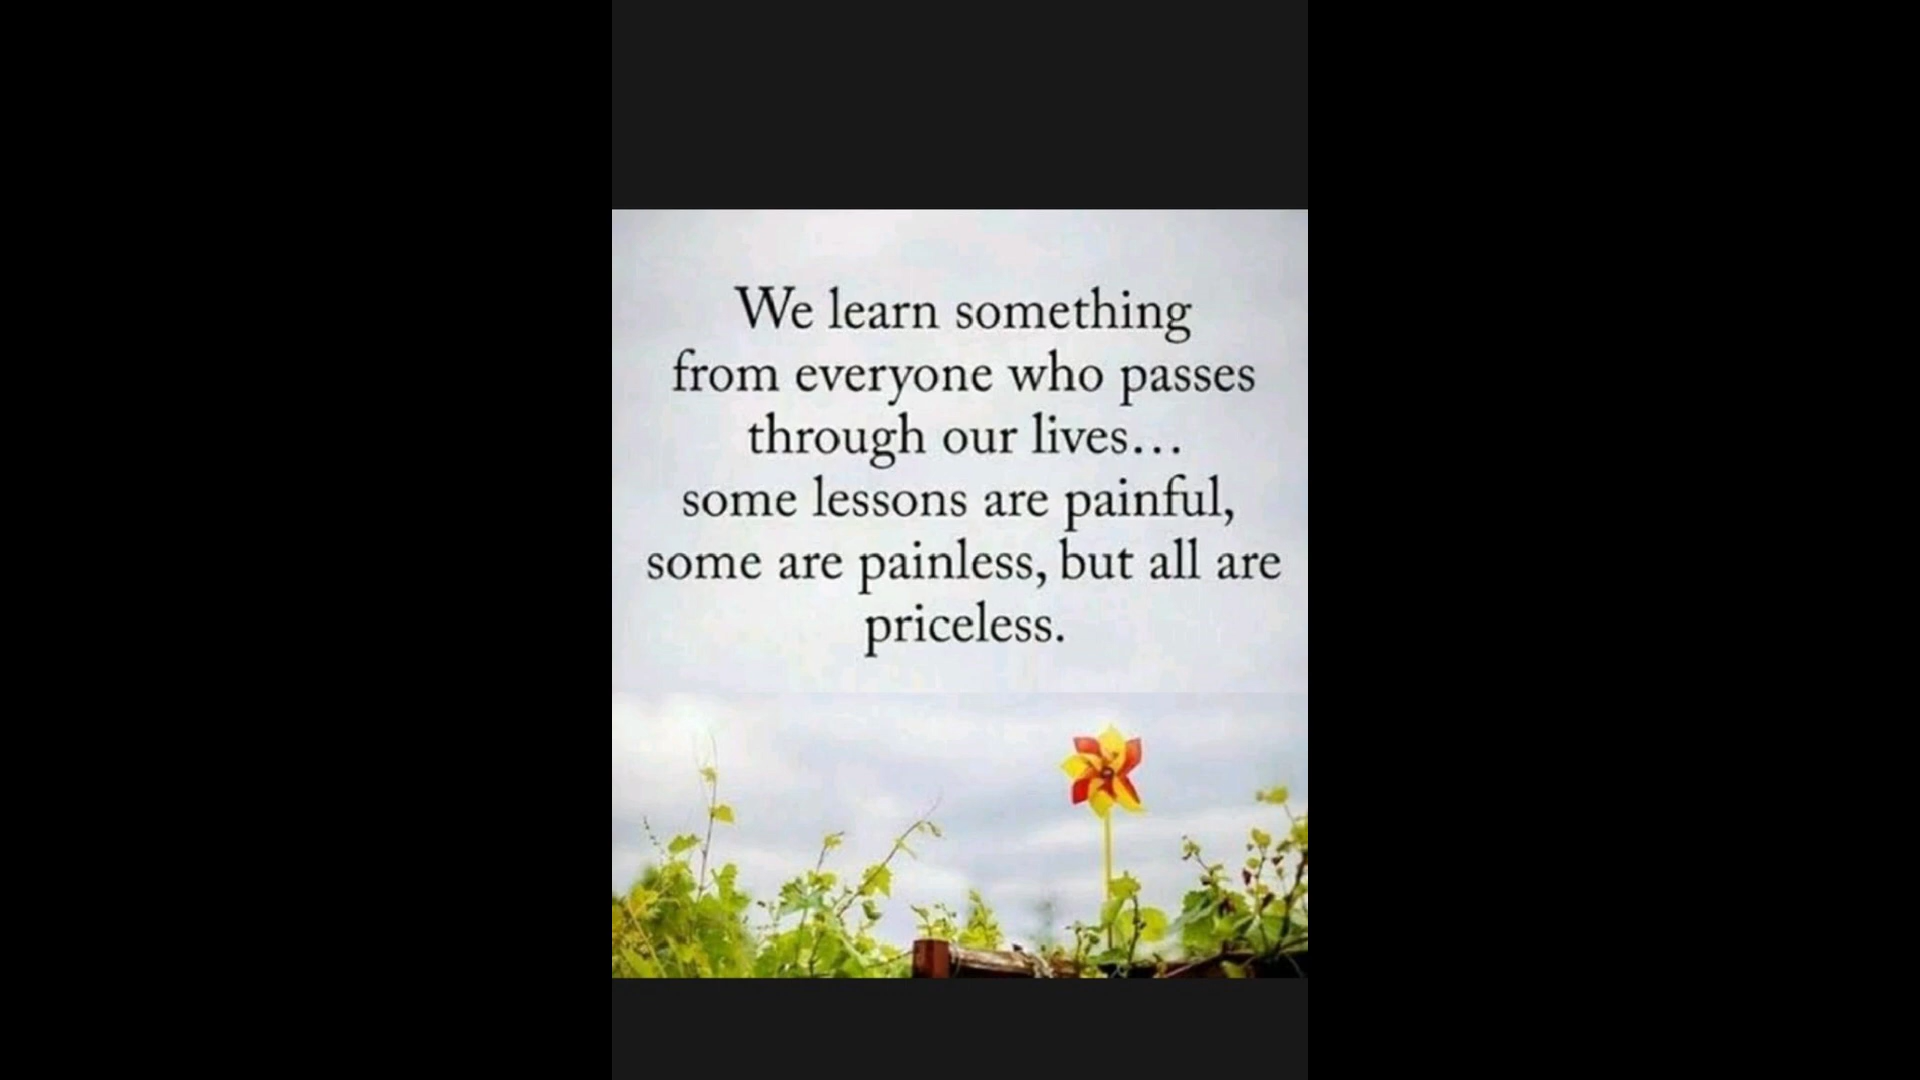 We learn something
from everyone who passes
through our lives...
some lessons are painful,
some are painless, but all are
priceless.